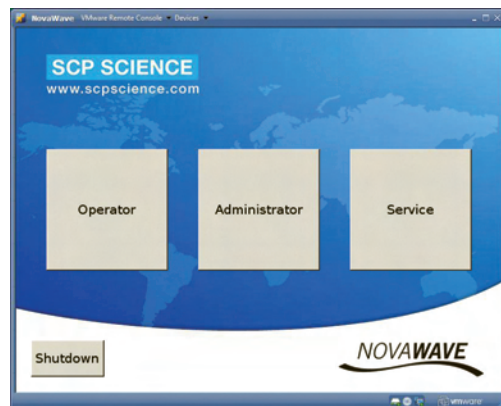 NovaWave VMware Remote Console Devices
SCP SCIENCE
www.scpscience.com
Operator Administrator Service
Shutdown NOVAWAVE
vmware